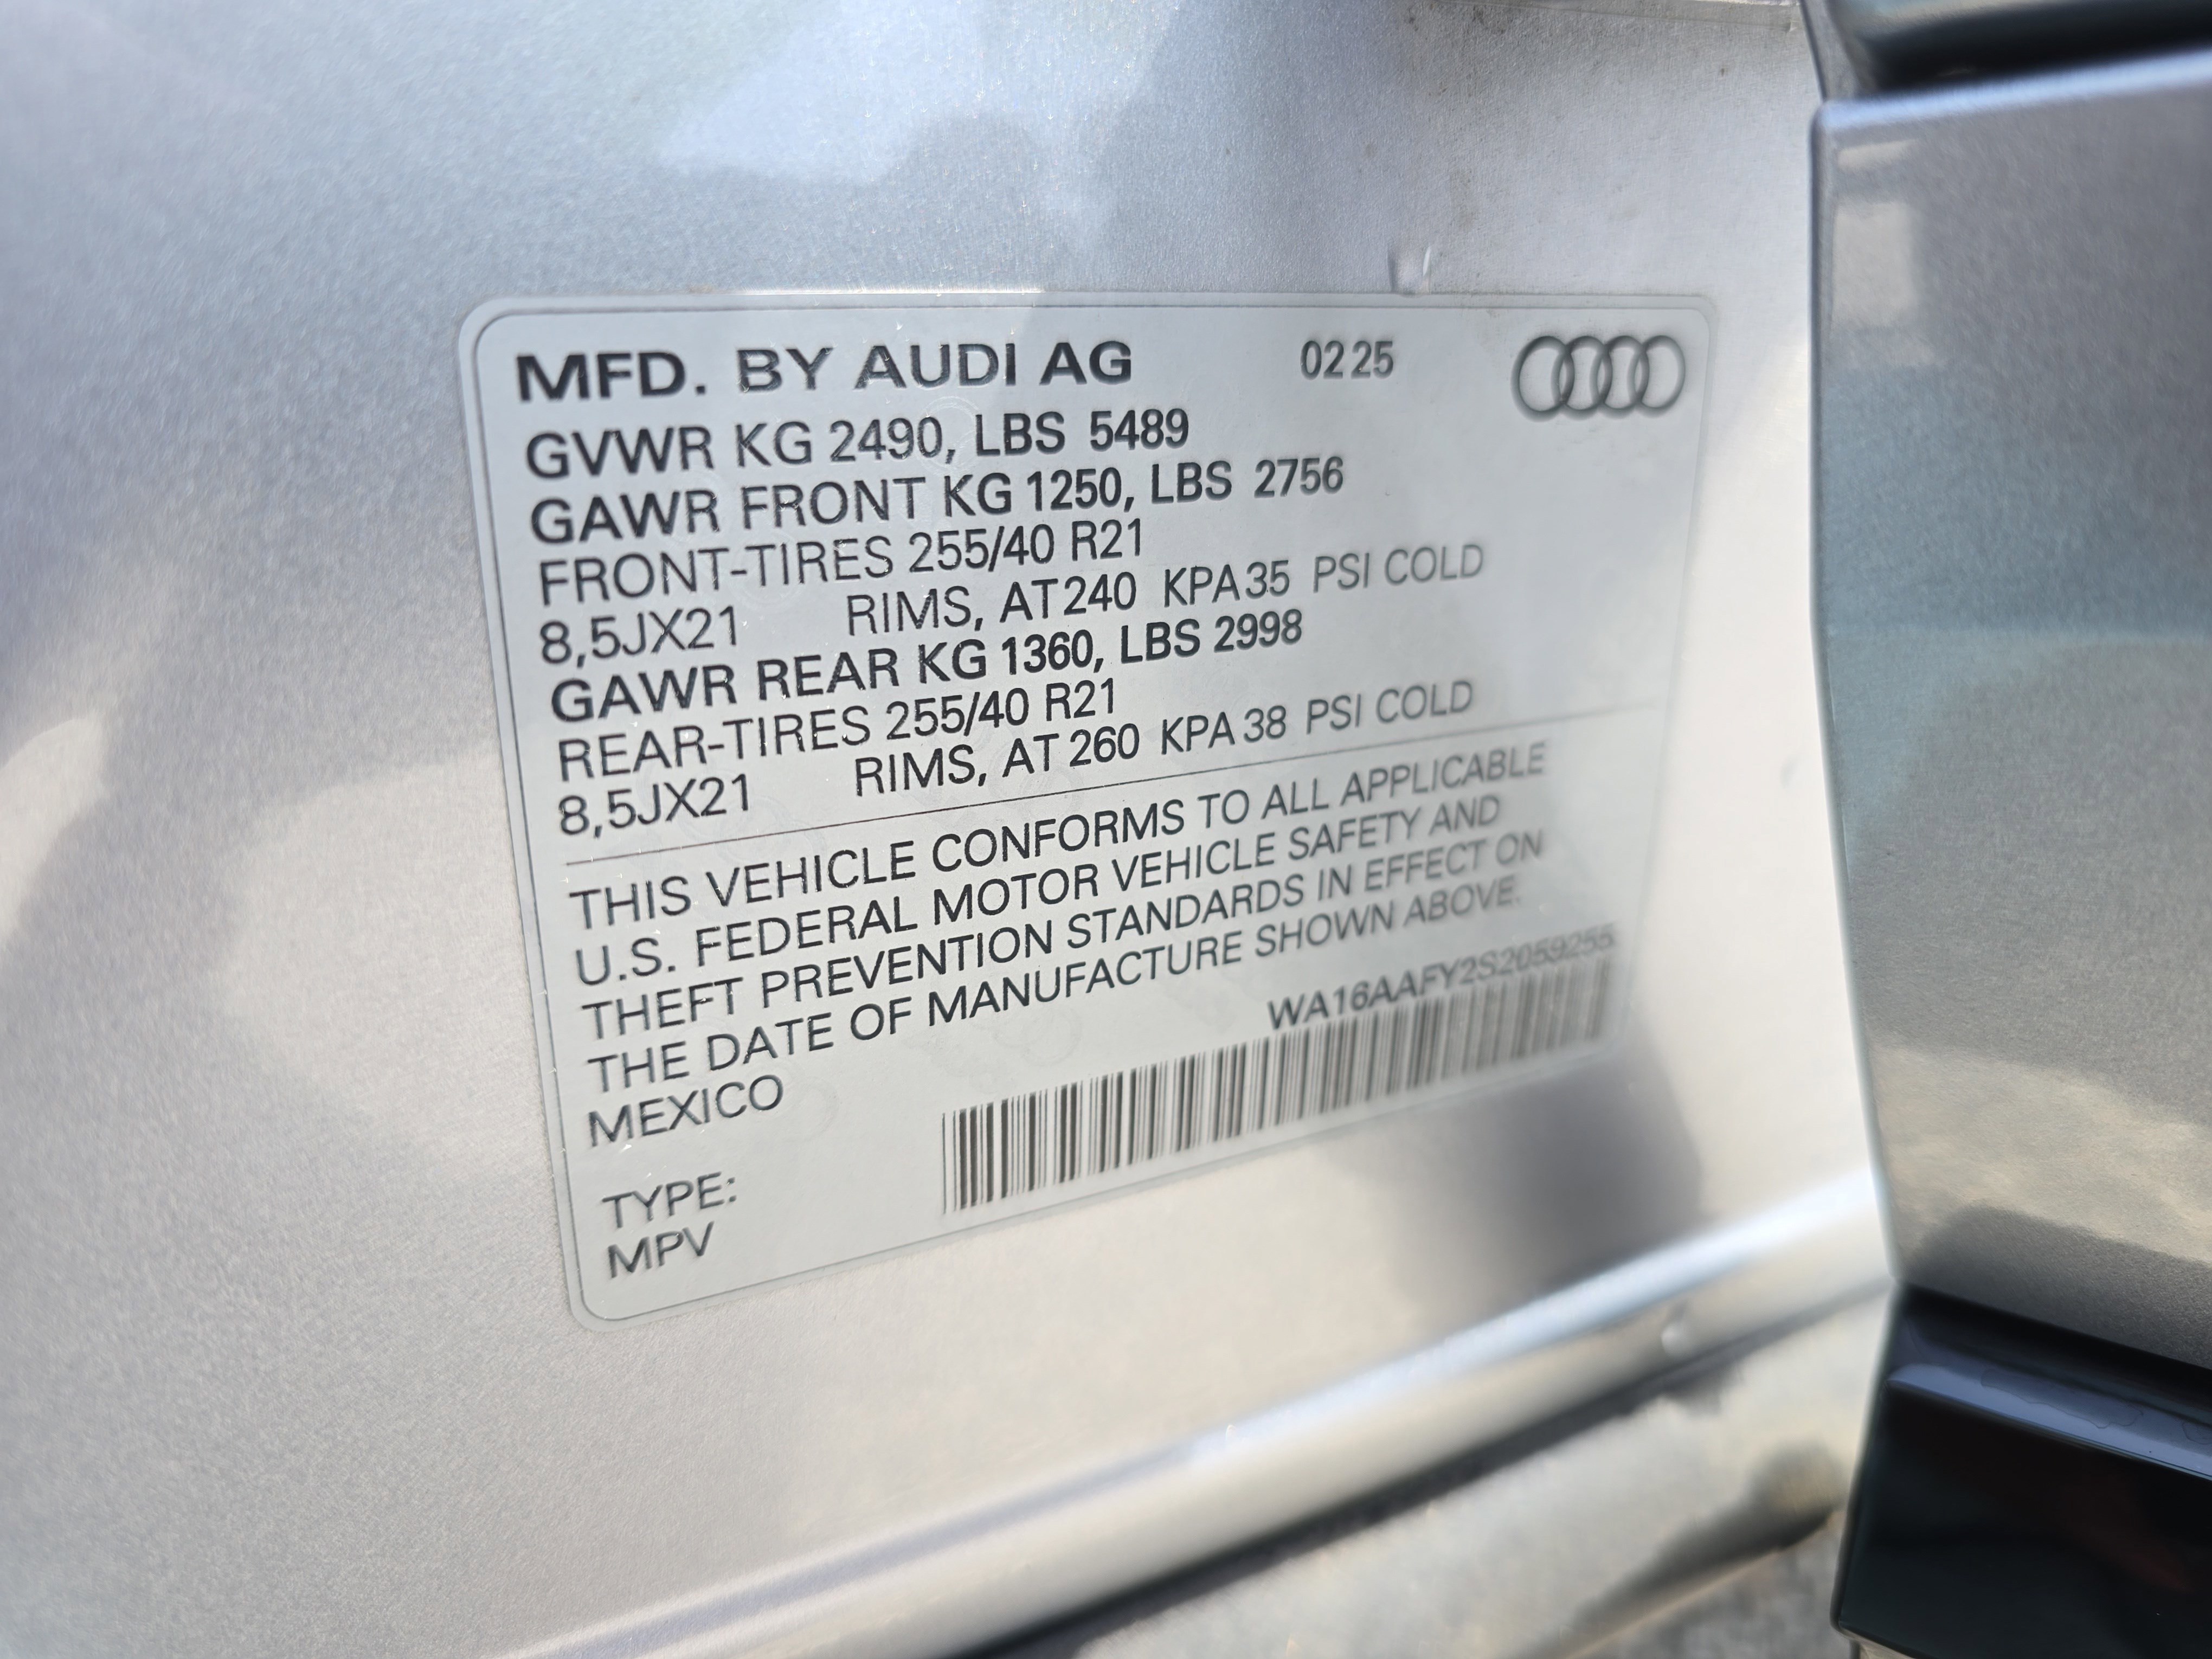 MFD. BY AUDI AG 02 25
GVWR KG 2490, LBS 5489
GAWR FRONT KG 1250, LBS 2756
FRONT-TIRES 255/40 R21
8,5JX21 RIMS, AT 240 KPA 35 PSI COLD
GAWR REAR KG 1360, LBS 2998
REAR-TIRES 255/40 R21
8,5JX21 RIMS, AT 260 KPA 38 PSI COLD
THIS VEHICLE CONFORMS TO ALL APPLICABLE
U.S. FEDERAL MOTOR VEHICLE SAFETY AND
THEFT PREVENTION STANDARDS IN EFFECT ON
THE DATE OF MANUFACTURE SHOWN ABOVE.
MEXICO
WA16AAFY2S2059255
TYPE:
MPV